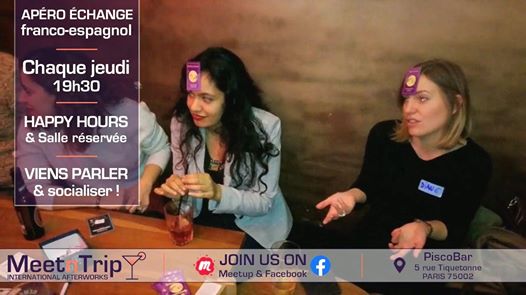 APÉRO ÉCHANGE
franco-espagnol
Chaque jeudi
19h30
HAPPY HOURS
& Salle réservée
VIENS PARLER
& socialiser !
MeetnTrip
INTERNATIONAL AFTERWORKS
JOIN US ON
Meetup & Facebook
PiscoBar
5 rue Tiquetonne
PARIS 75002